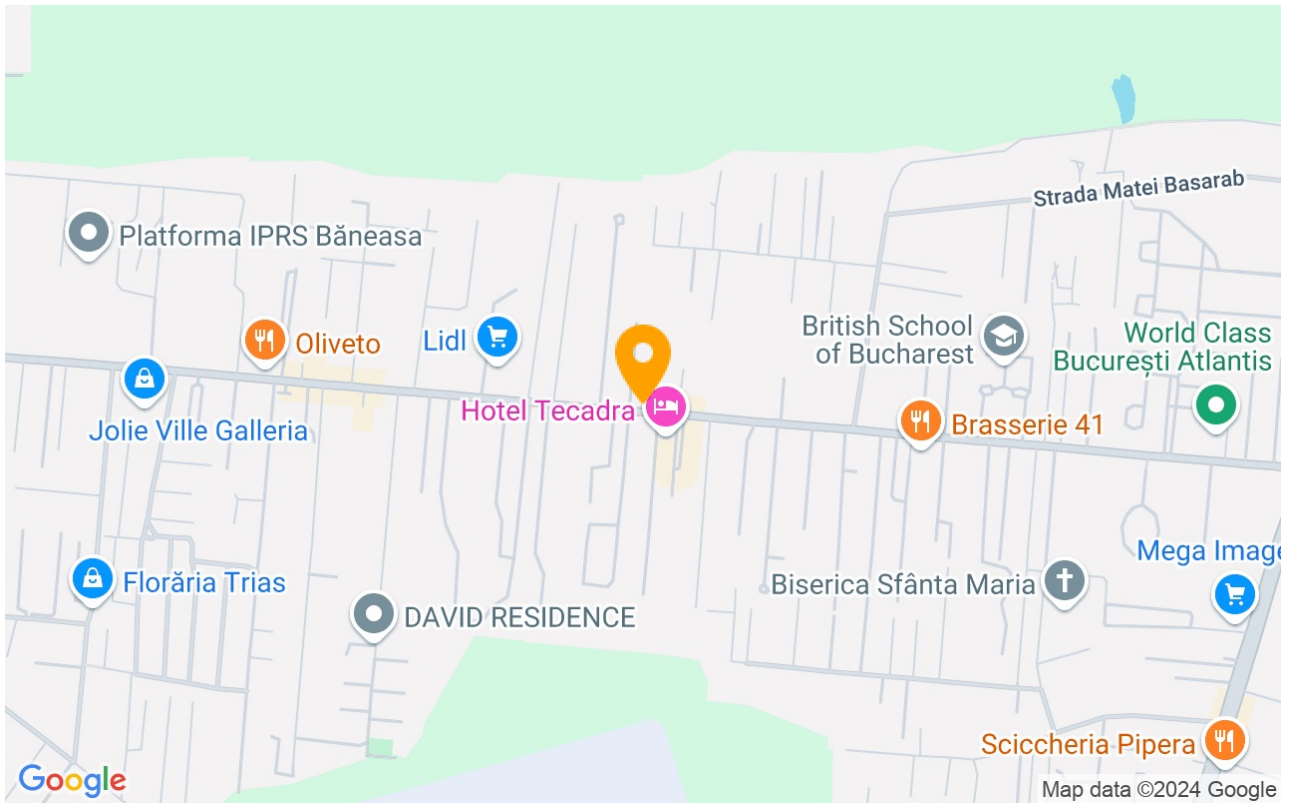 Strada Matei Basarab
Platforma IPRS Băneasa
British School
of Bucharest
World Class
București Atlantis
Oliveto
Lidl
Hotel Tecadra
Jolie Ville Galleria
Brasserie 41
Mega Image
Florăria Trias
Biserica Sfânta Maria
DAVID RESIDENCE
Sciccheria Pipera
Google
Map data ©2024 Google